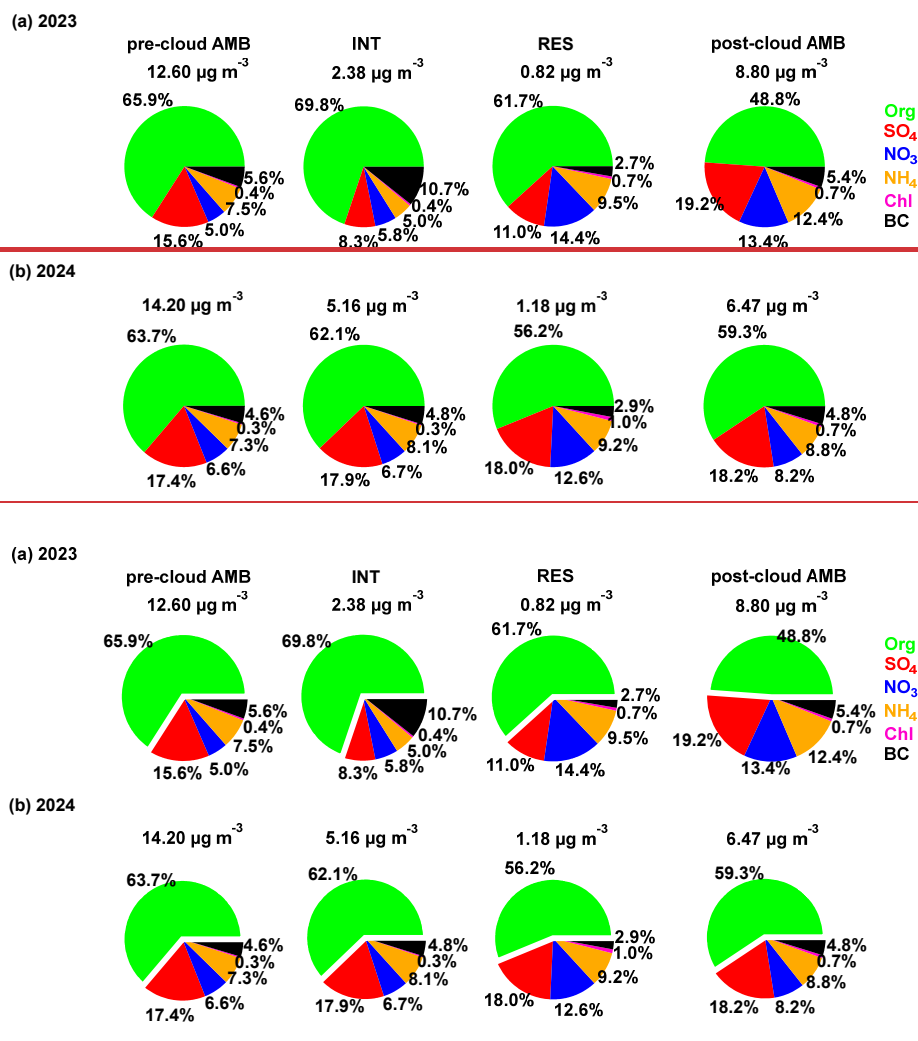 (a) 2023
pre-cloud AMB INT RES post-cloud AMB
12.60 µg m-3 2.38 µg m-3 0.82 µg m-3 8.80 µg m-3
65.9% 69.8% 61.7% 48.8%
Org
SO4
NO3
NH4
Chl
BC
5.6% 10.7% 2.7% 5.4%
0.4% 0.4% 0.7% 0.7%
7.5% 5.0% 9.5% 12.4%
5.0% 5.8% 14.4% 13.4%
15.6% 8.3% 11.0% 19.2%
(b) 2024
14.20 µg m-3 5.16 µg m-3 1.18 µg m-3 6.47 µg m-3
63.7% 62.1% 56.2% 59.3%
4.6% 4.8% 2.9% 4.8%
0.3% 0.3% 1.0% 0.7%
7.3% 8.1% 9.2% 8.8%
6.6% 6.7% 12.6% 8.2%
17.4% 17.9% 18.0% 18.2%
(a) 2023
pre-cloud AMB INT RES post-cloud AMB
12.60 µg m-3 2.38 µg m-3 0.82 µg m-3 8.80 µg m-3
65.9% 69.8% 61.7% 48.8%
Org
SO4
NO3
NH4
Chl
BC
5.6% 10.7% 2.7% 5.4%
0.4% 0.4% 0.7% 0.7%
7.5% 5.0% 9.5% 12.4%
5.0% 5.8% 14.4% 13.4%
15.6% 8.3% 11.0% 19.2%
(b) 2024
14.20 µg m-3 5.16 µg m-3 1.18 µg m-3 6.47 µg m-3
63.7% 62.1% 56.2% 59.3%
4.6% 4.8% 2.9% 4.8%
0.3% 0.3% 1.0% 0.7%
7.3% 8.1% 9.2% 8.8%
6.6% 6.7% 12.6% 8.2%
17.4% 17.9% 18.0% 18.2%